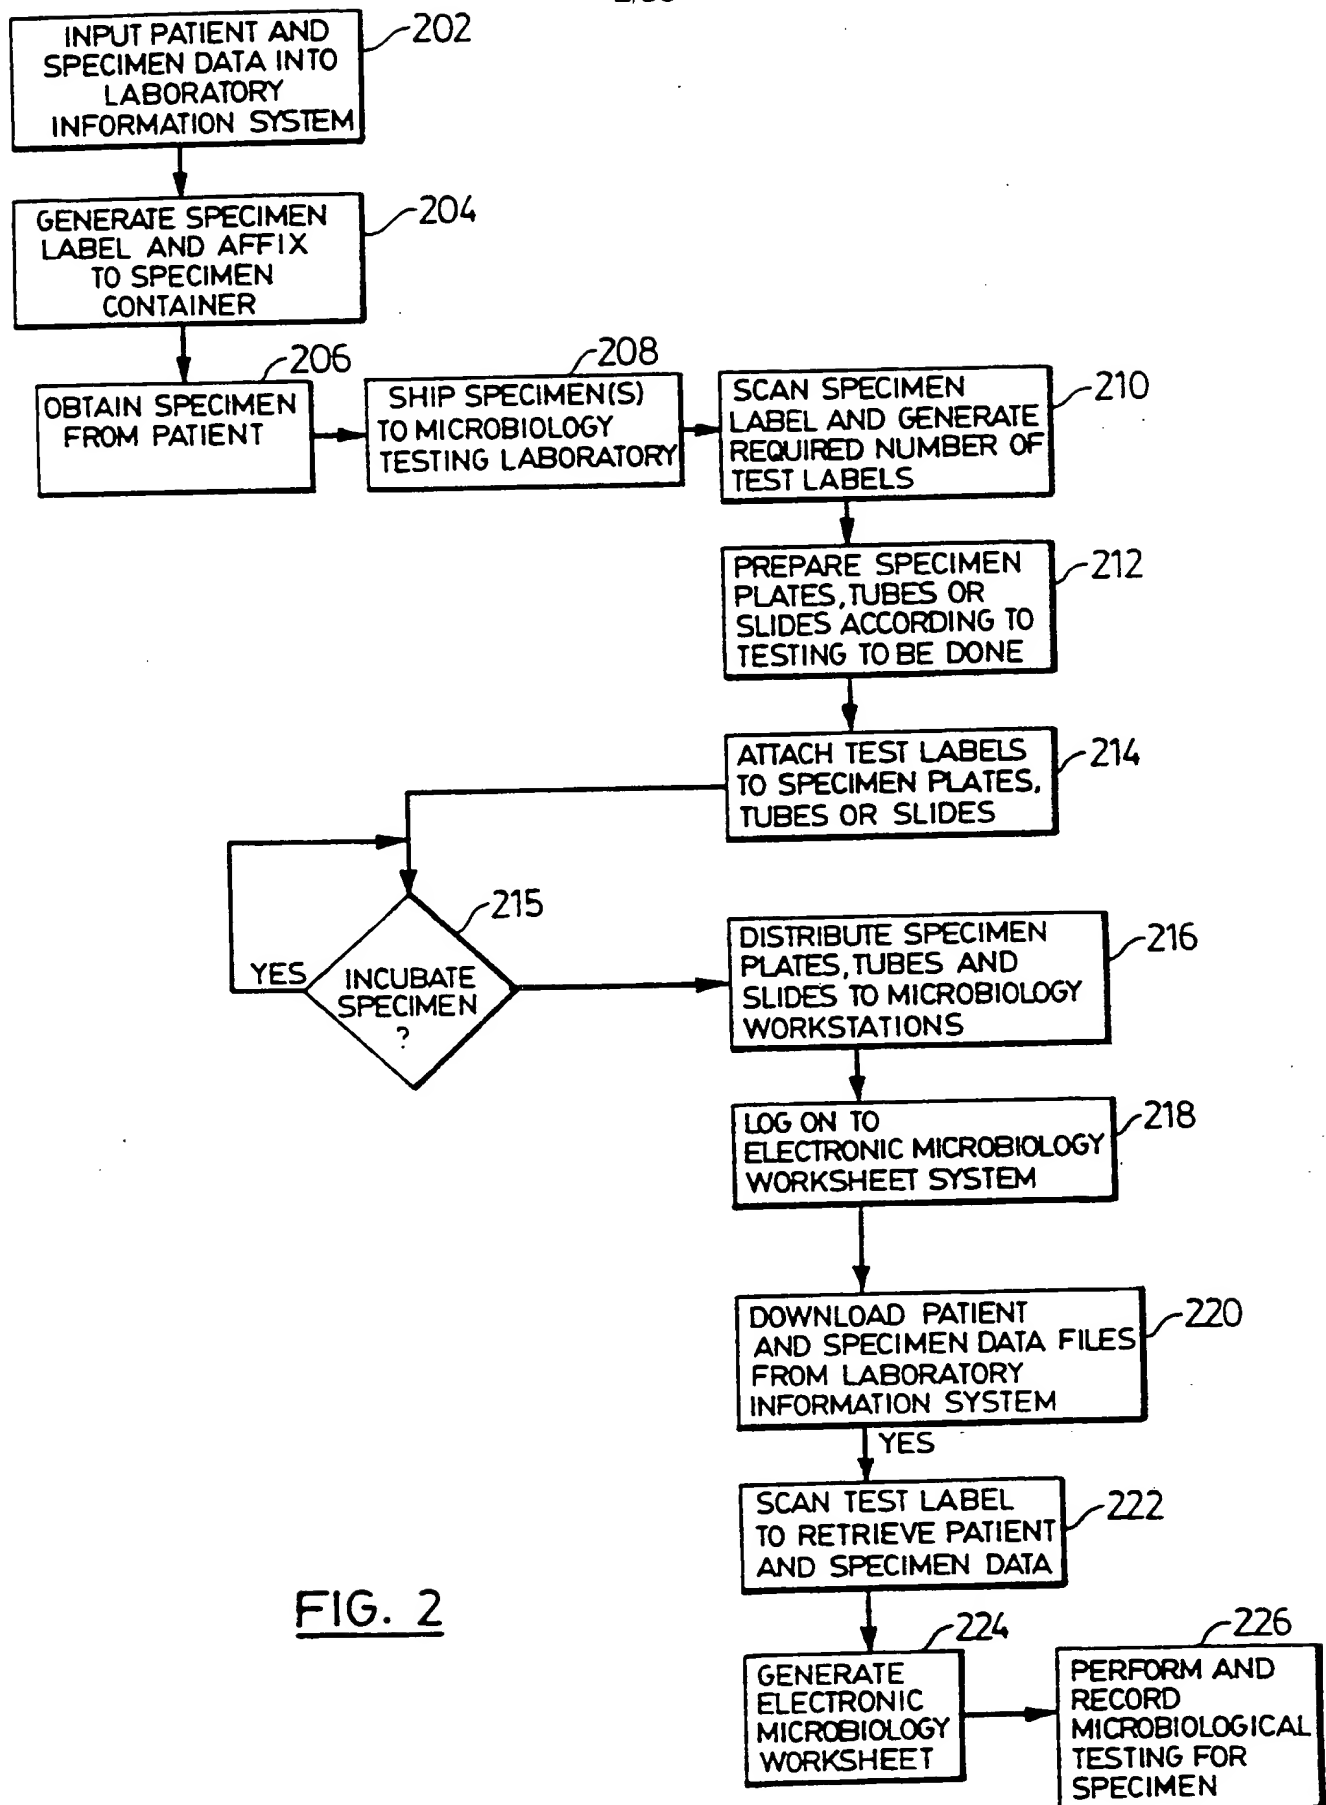 INPUT PATIENT AND
SPECIMEN DATA INTO
LABORATORY
INFORMATION SYSTEM
202
GENERATE SPECIMEN
LABEL AND AFFIX
TO SPECIMEN
CONTAINER
204
OBTAIN SPECIMEN
FROM PATIENT
206
SHIP SPECIMEN(S)
TO MICROBIOLOGY
TESTING LABORATORY
208
SCAN SPECIMEN
LABEL AND GENERATE
REQUIRED NUMBER OF
TEST LABELS
210
PREPARE SPECIMEN
PLATES, TUBES OR
SLIDES ACCORDING TO
TESTING TO BE DONE
212
ATTACH TEST LABELS
TO SPECIMEN PLATES,
TUBES OR SLIDES
214
INCUBATE
SPECIMEN
?
215
YES
DISTRIBUTE SPECIMEN
PLATES, TUBES AND
SLIDES TO MICROBIOLOGY
WORKSTATIONS
216
LOG ON TO
ELECTRONIC MICROBIOLOGY
WORKSHEET SYSTEM
218
DOWNLOAD PATIENT
AND SPECIMEN DATA FILES
FROM LABORATORY
INFORMATION SYSTEM
220
YES
SCAN TEST LABEL
TO RETRIEVE PATIENT
AND SPECIMEN DATA
222
GENERATE
ELECTRONIC
MICROBIOLOGY
WORKSHEET
224
PERFORM AND
RECORD
MICROBIOLOGICAL
TESTING FOR
SPECIMEN
226
FIG. 2